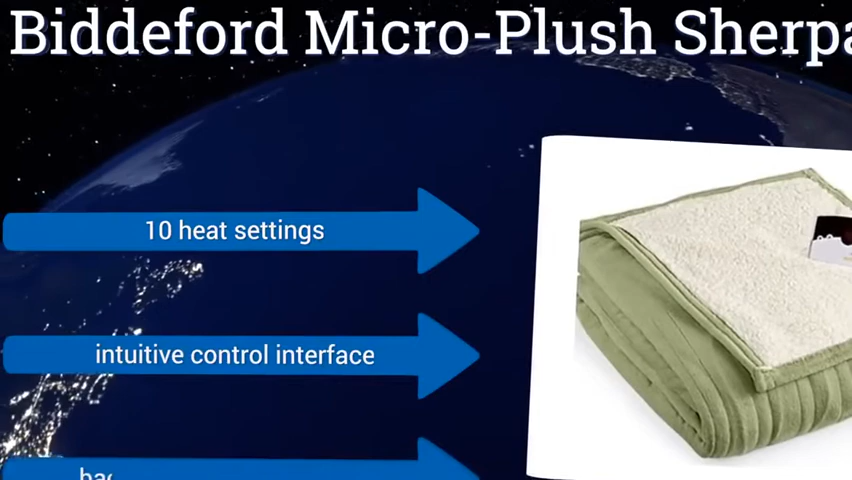 Biddeford Micro-Plush Sherpa
10 heat settings
intuitive control interface